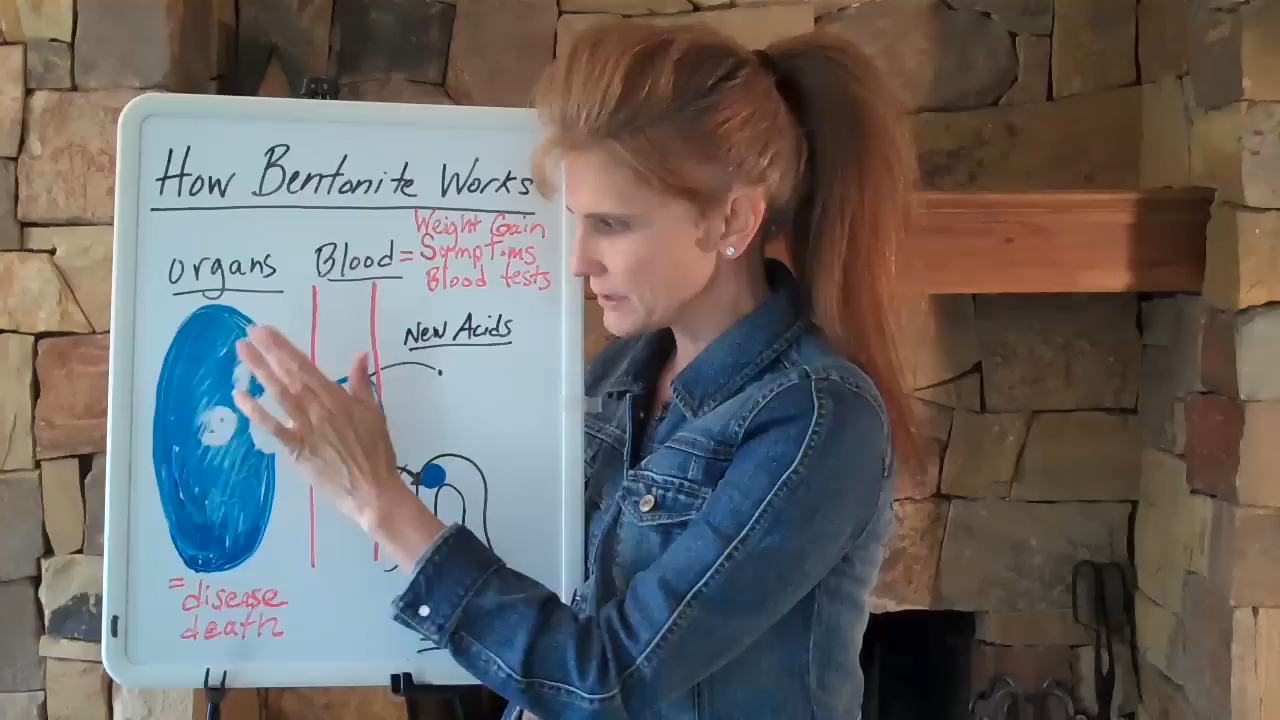 How Bentonite Works
organs
Blood = Weight Gain
Symptoms
Blood tests
New Acids
= disease
death